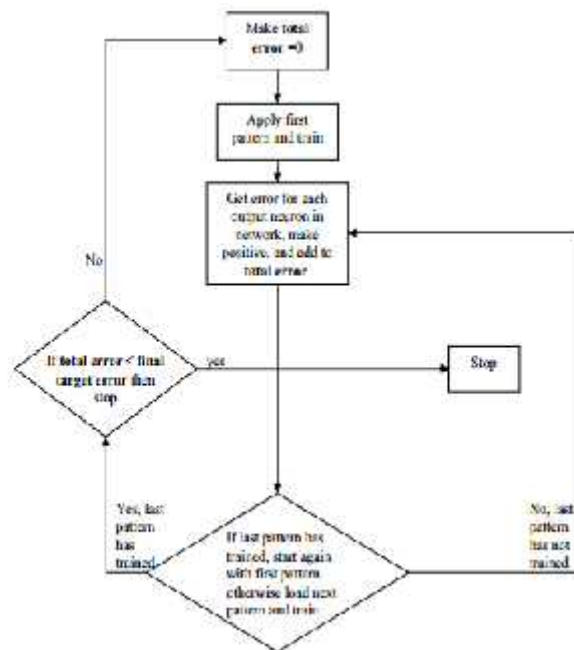 Make total
error =0
Apply first
pattern and train
Get error for each
output neuron in
network, make
positive, and add to
total error
No
If total error < final
target error then
stop
yes
Stop
Yes, last
pattern
has
trained
If last pattern has
trained, start again
with first pattern
otherwise load next
pattern and train
No, last
pattern
has not
trained